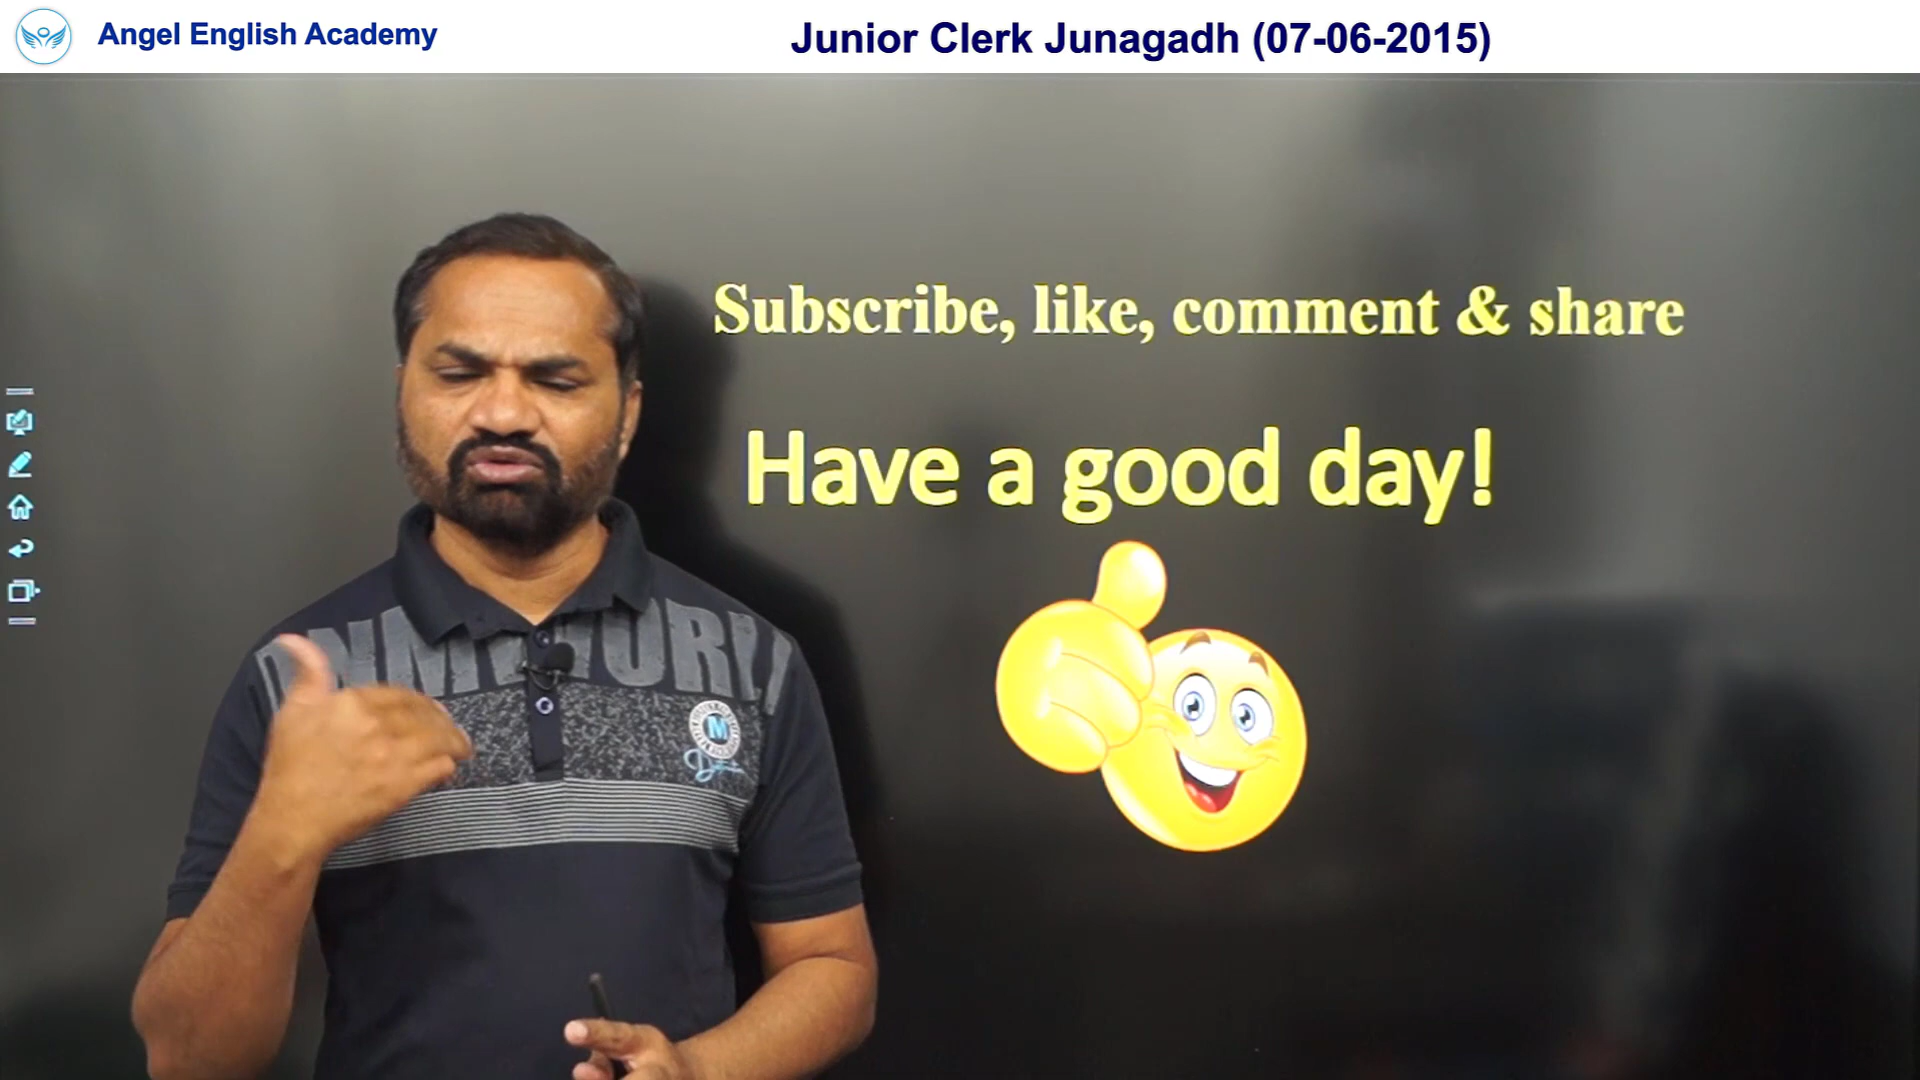 Angel English Academy
Junior Clerk Junagadh (07-06-2015)
Subscribe, like, comment & share
Have a good day!
M